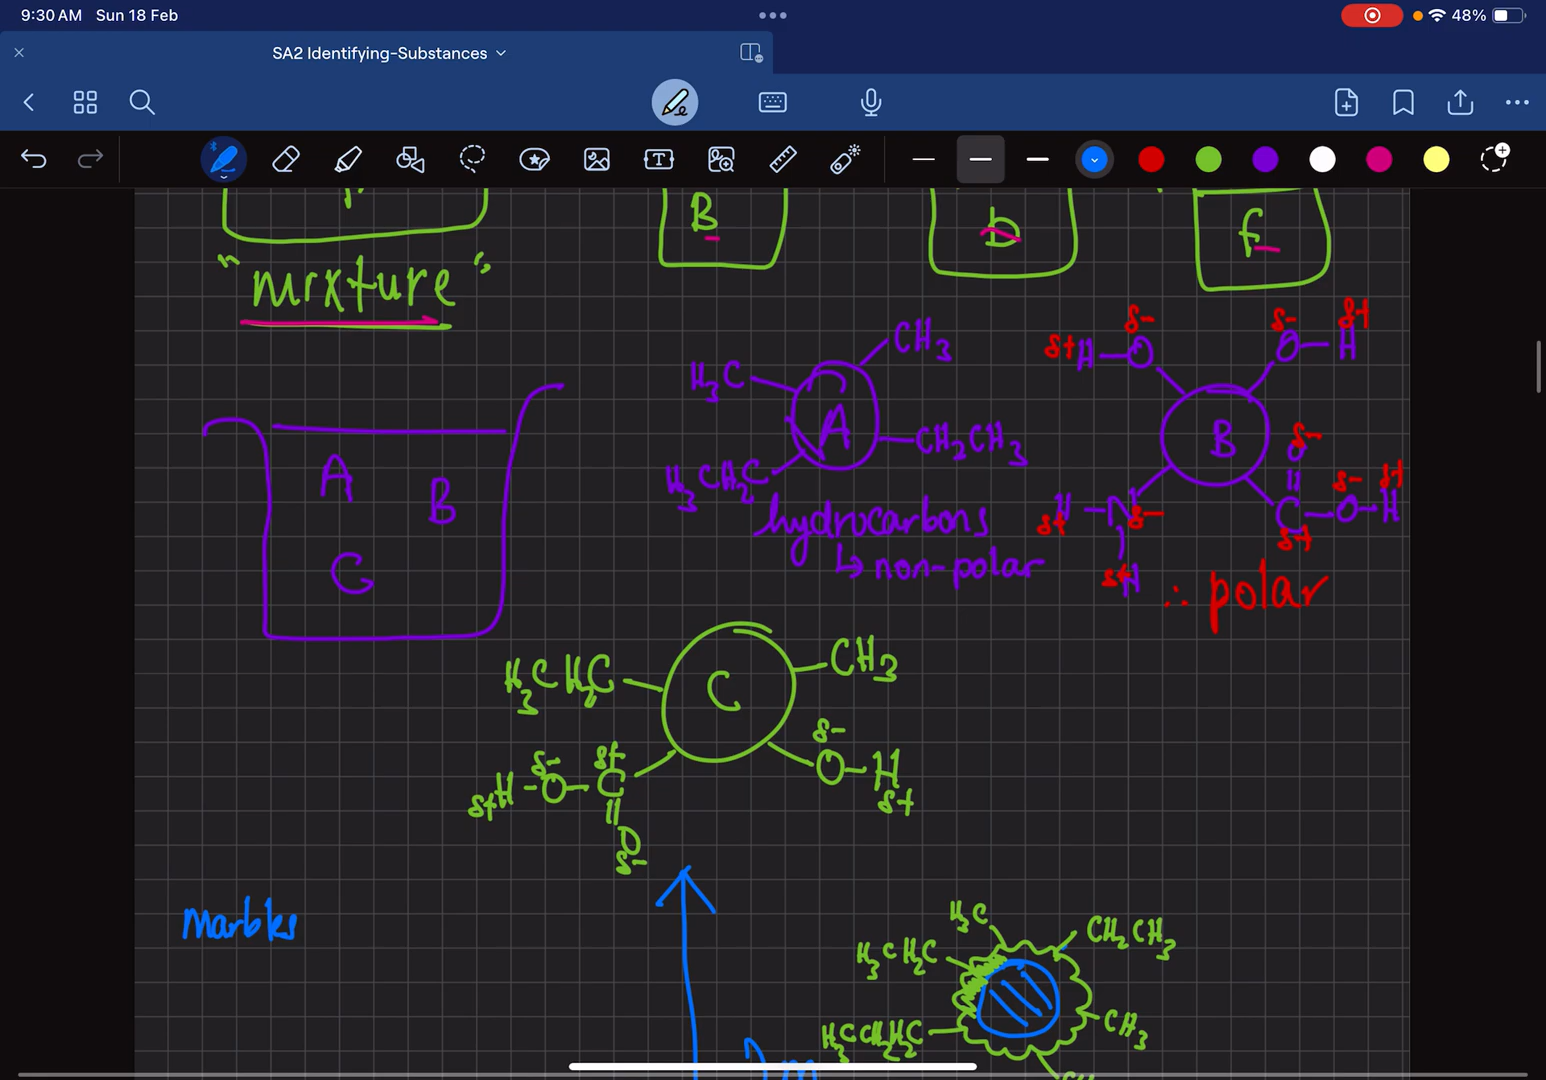 9:30 AM Sun 18 Feb
48%
SA2 Identifying-Substances
T
B
D
F
"mixture"
CH3
H3C
A
CH2CH3
H3CH2C
hydrocarbons
↳ non-polar
δ-
δ- δ+
δ+ H-O
O-H
B
δ-
O
||
δ- δ+
C-O-H
δ+
H-N δ-
δ+
|
δ+ H
∴ polar
A
B
C
H3CH2C
CH3
C
δ-
O-H
δ+
δ- δ+
δ+ H-O-C
||
O
δ-
marbles
H3C
CH2CH3
H3CH2C
CH3
H3CCH2H2C